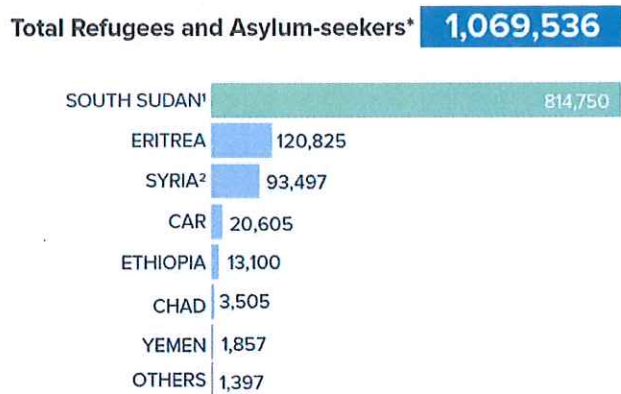 Total Refugees and Asylum-seekers* 1,069,536
SOUTH SUDAN¹ 814,750
ERITREA 120,825
SYRIA² 93,497
CAR 20,605
ETHIOPIA 13,100
CHAD 3,505
YEMEN 1,857
OTHERS 1,397